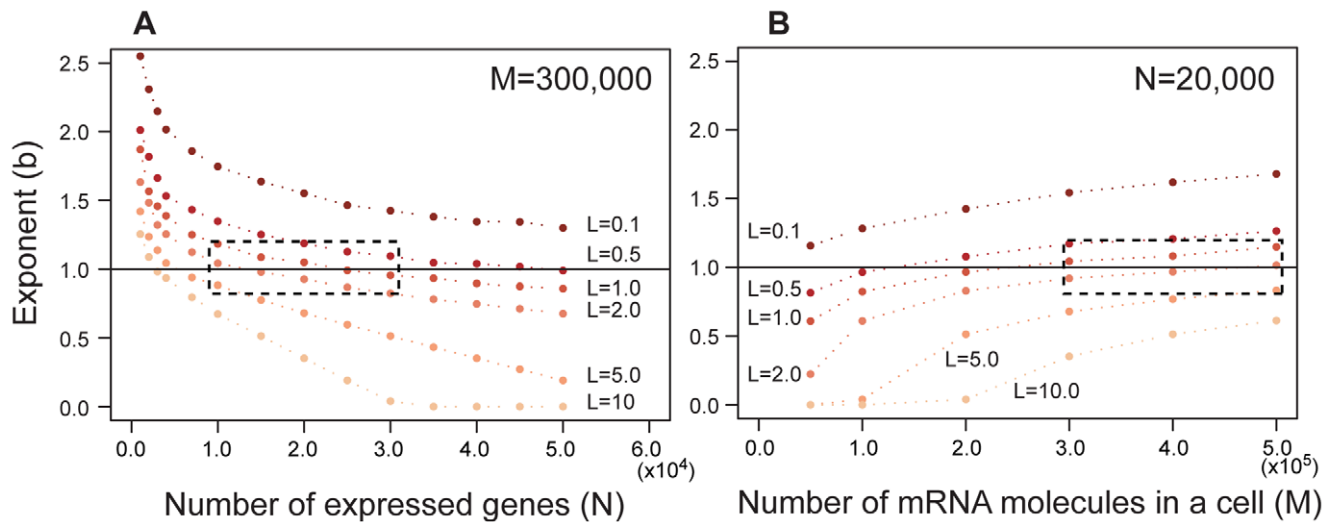 A
M=300,000
Exponent (b)
2.5
2.0
1.5
1.0
0.5
0.0
L=0.1
L=0.5
L=1.0
L=2.0
L=5.0
L=10
0.0
1.0
2.0
3.0
4.0
5.0
6.0
(x10⁴)
Number of expressed genes (N)
B
N=20,000
2.5
2.0
1.5
1.0
0.5
0.0
L=0.1
L=0.5
L=1.0
L=2.0
L=5.0
L=10.0
0.0
1.0
2.0
3.0
4.0
5.0
(x10⁵)
Number of mRNA molecules in a cell (M)